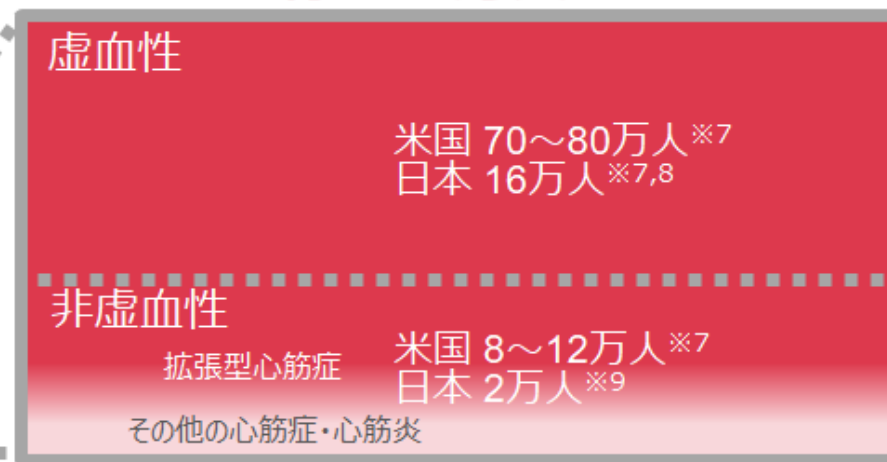 虚血性
米国 70～80万人※7
日本 16万人※7,8
非虚血性
拡張型心筋症
米国 8～12万人※7
日本 2万人※9
その他の心筋症・心筋炎